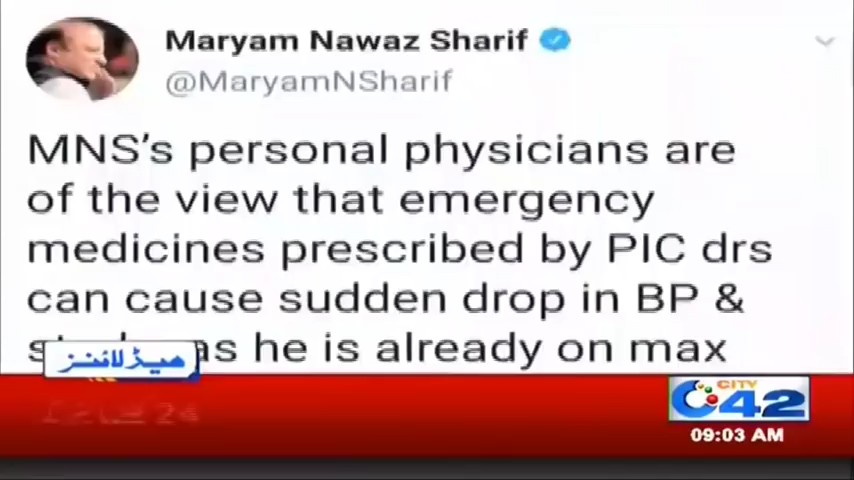 Maryam Nawaz Sharif
@MaryamNSharif
MNS's personal physicians are
of the view that emergency
medicines prescribed by PIC drs
can cause sudden drop in BP &
as he is already on max
ہیڈلائنز
CITY
42
09:03 AM